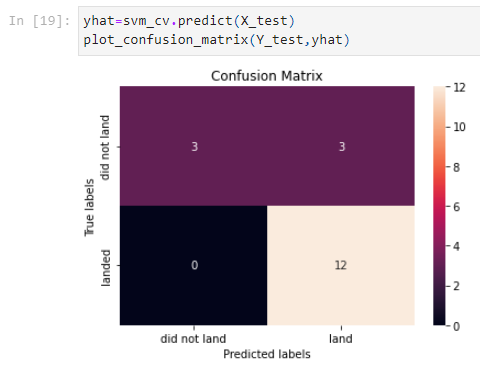 In [19]:
yhat=svm_cv.predict(X_test)
plot_confusion_matrix(Y_test,yhat)
Confusion Matrix
did not land
landed
True labels
3
3
0
12
did not land
land
Predicted labels
12
10
8
6
4
2
0